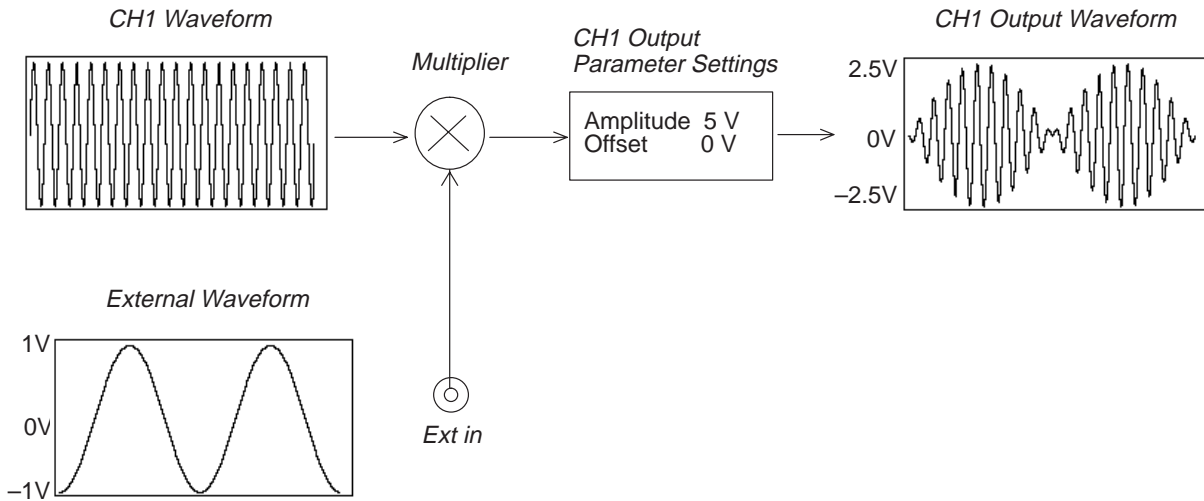 CH1 Waveform
Multiplier
CH1 Output
Parameter Settings
Amplitude 5 V
Offset 0 V
CH1 Output Waveform
2.5V
0V
–2.5V
External Waveform
1V
0V
–1V
Ext in